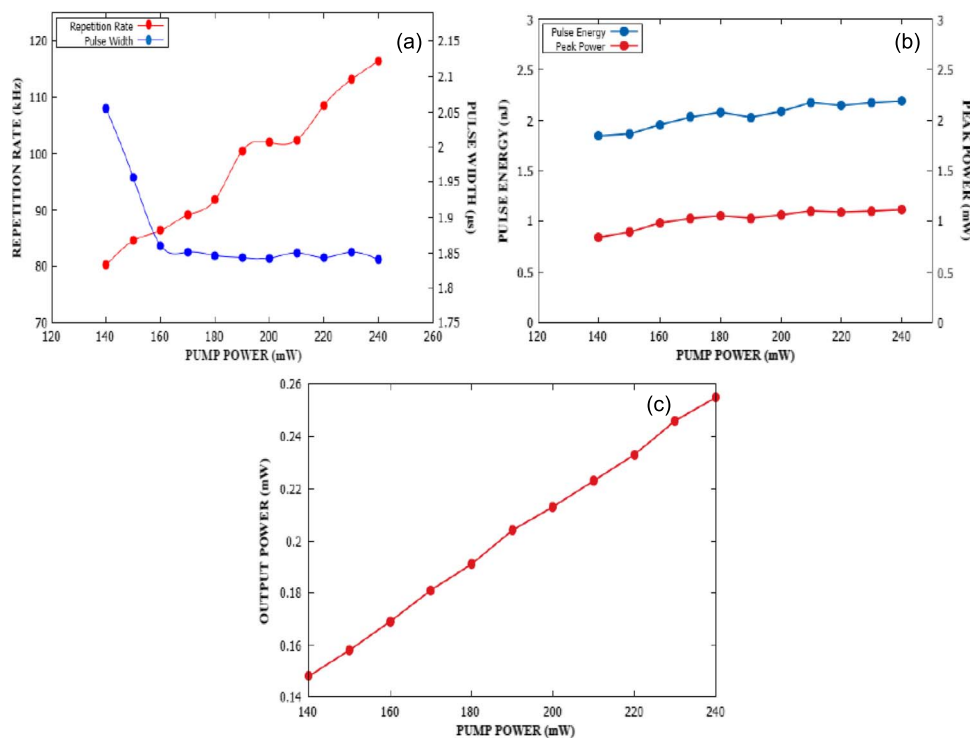 (a)
Repetition Rate
Pulse Width
REPETITION RATE (kHz)
120
110
100
90
80
70
PULSE WIDTH (µs)
2.15
2.1
2.05
2
1.95
1.9
1.85
1.8
1.75
120 140 160 180 200 220 240 260
PUMP POWER (mW)
(b)
Pulse Energy
Peak Power
PULSE ENERGY (nJ)
3
2.5
2
1.5
1
0.5
0
PEAK POWER (mW)
3
2.5
2
1.5
1
0.5
0
120 140 160 180 200 220 240
PUMP POWER (mW)
(c)
OUTPUT POWER (mW)
0.26
0.24
0.22
0.2
0.18
0.16
0.14
140 160 180 200 220 240
PUMP POWER (mW)